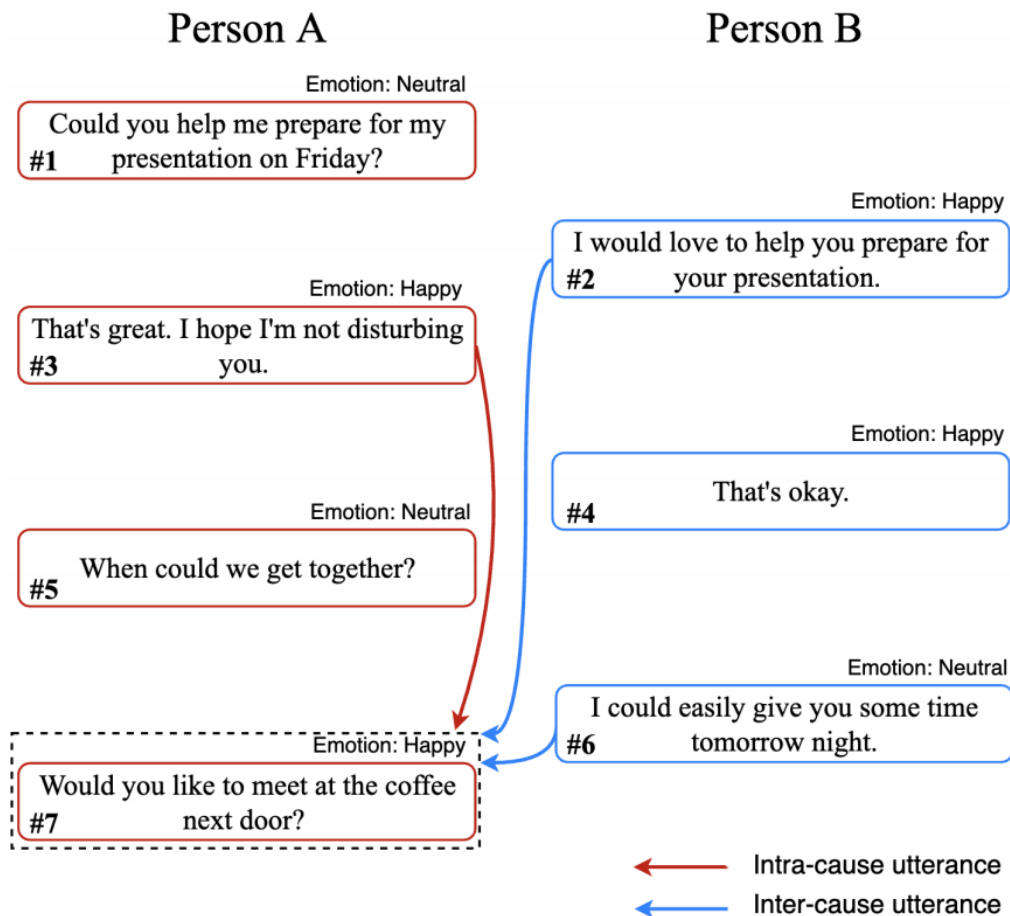 Person A
Person B
Emotion: Neutral
Could you help me prepare for my
#1 presentation on Friday?
Emotion: Happy
I would love to help you prepare for
#2 your presentation.
Emotion: Happy
That's great. I hope I'm not disturbing
#3 you.
Emotion: Happy
That's okay.
#4
Emotion: Neutral
When could we get together?
#5
Emotion: Neutral
I could easily give you some time
#6 tomorrow night.
Emotion: Happy
Would you like to meet at the coffee
#7 next door?
Intra-cause utterance
Inter-cause utterance